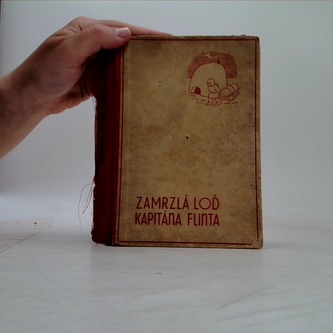 ZAMRZLÁ LOĎ
KAPITÁNA FLINTA